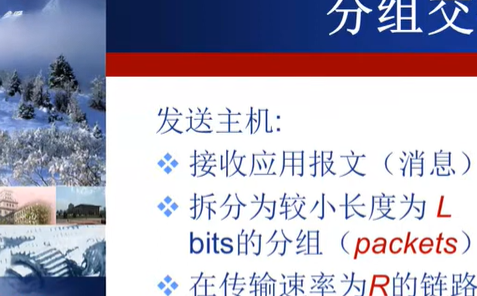 分组交
发送主机:
接收应用报文（消息）
拆分为较小长度为 L
bits的分组（packets）
在传输速率为R的链路